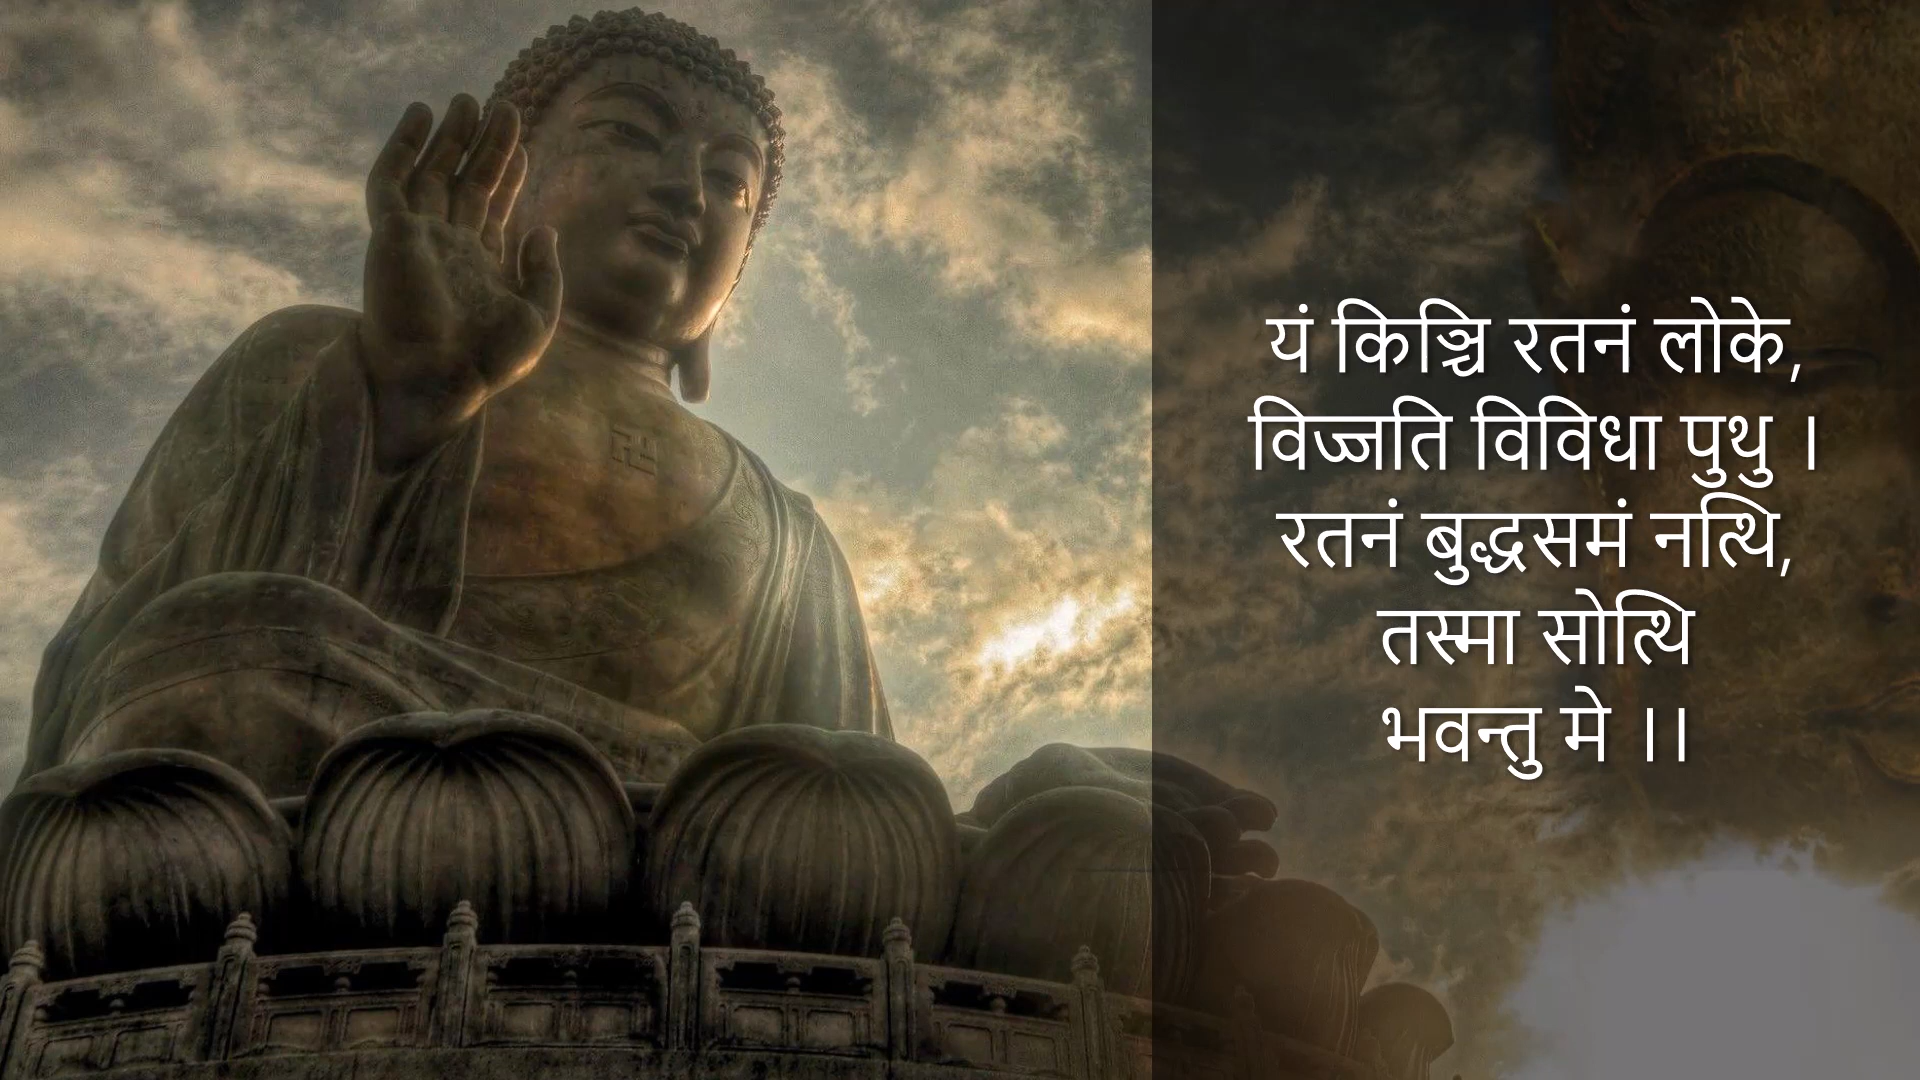 यं किञ्चि रतनं लोके,
विज्जति विविधा पुथु ।
रतनं बुद्धसमं नत्थि,
तस्मा सोत्थि
भवन्तु मे ।।